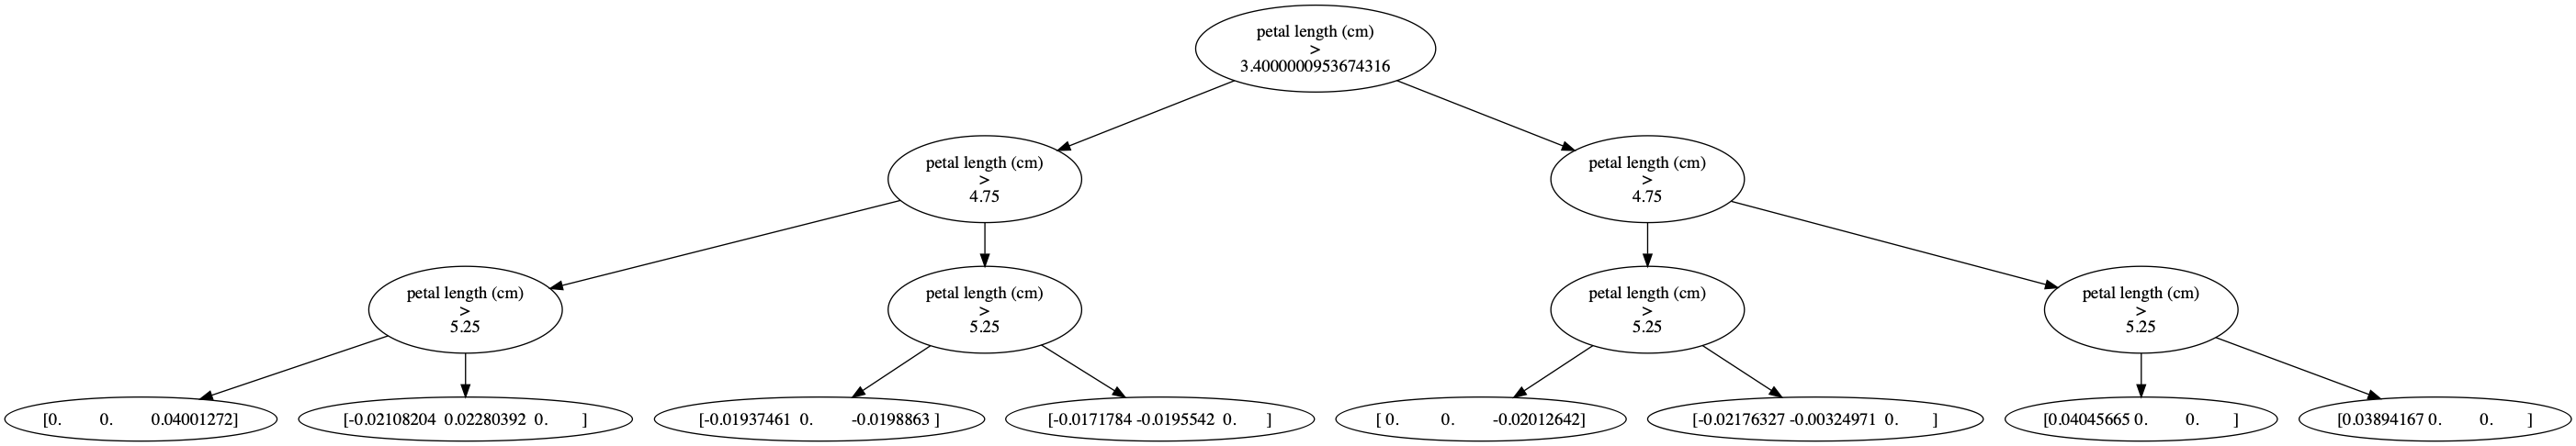 petal length (cm)
>
3.4000000953674316
petal length (cm)
>
4.75
petal length (cm)
>
4.75
petal length (cm)
>
5.25
petal length (cm)
>
5.25
petal length (cm)
>
5.25
petal length (cm)
>
5.25
[0. 0. 0.04001272]
[-0.02108204 0.02280392 0. ]
[-0.01937461 0. -0.0198863 ]
[-0.0171784 -0.0195542 0. ]
[ 0. 0. -0.02012642]
[-0.02176327 -0.00324971 0. ]
[0.04045665 0. 0. ]
[0.03894167 0. 0. ]